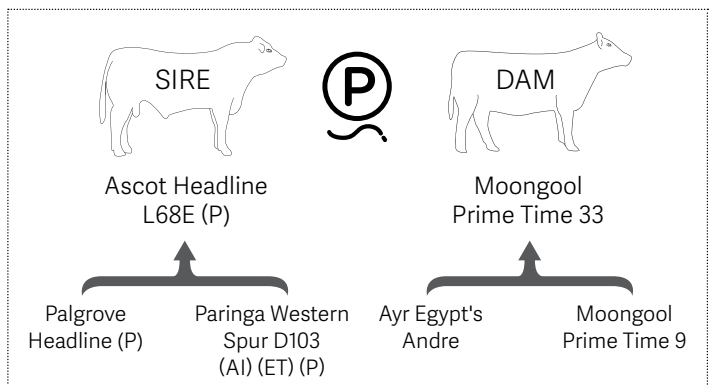 SIRE
P
DAM
Ascot Headline
L68E (P)
Moongool
Prime Time 33
Palgrove
Headline (P)
Paringa Western
Spur D103
(AI) (ET) (P)
Ayr Egypt's
Andre
Moongool
Prime Time 9